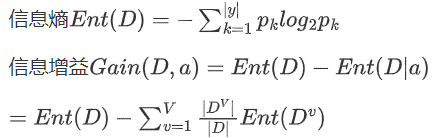 信息熵Ent(D) = −∑_{k=1}^{|y|} p_k log_2 p_k
信息增益Gain(D, a) = Ent(D) − Ent(D|a)
= Ent(D) − ∑_{v=1}^{V} \frac{|D^V|}{|D|} Ent(D^v)